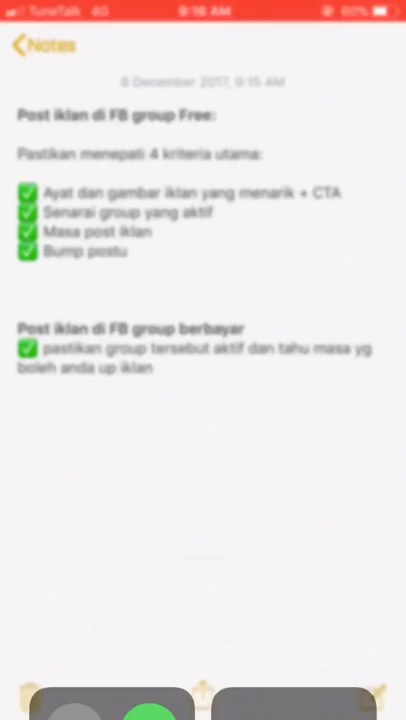 TuneTalk 4G 9:16 AM 60%
Notes
8 December 2017, 9:15 AM
Post iklan di FB group Free:
Pastikan menepati 4 kriteria utama:
✅ Ayat dan gambar iklan yang menarik + CTA
✅ Senarai group yang aktif
✅ Masa post iklan
✅ Bump postu
Post iklan di FB group berbayar
✅ pastikan group tersebut aktif dan tahu masa yg
boleh anda up iklan